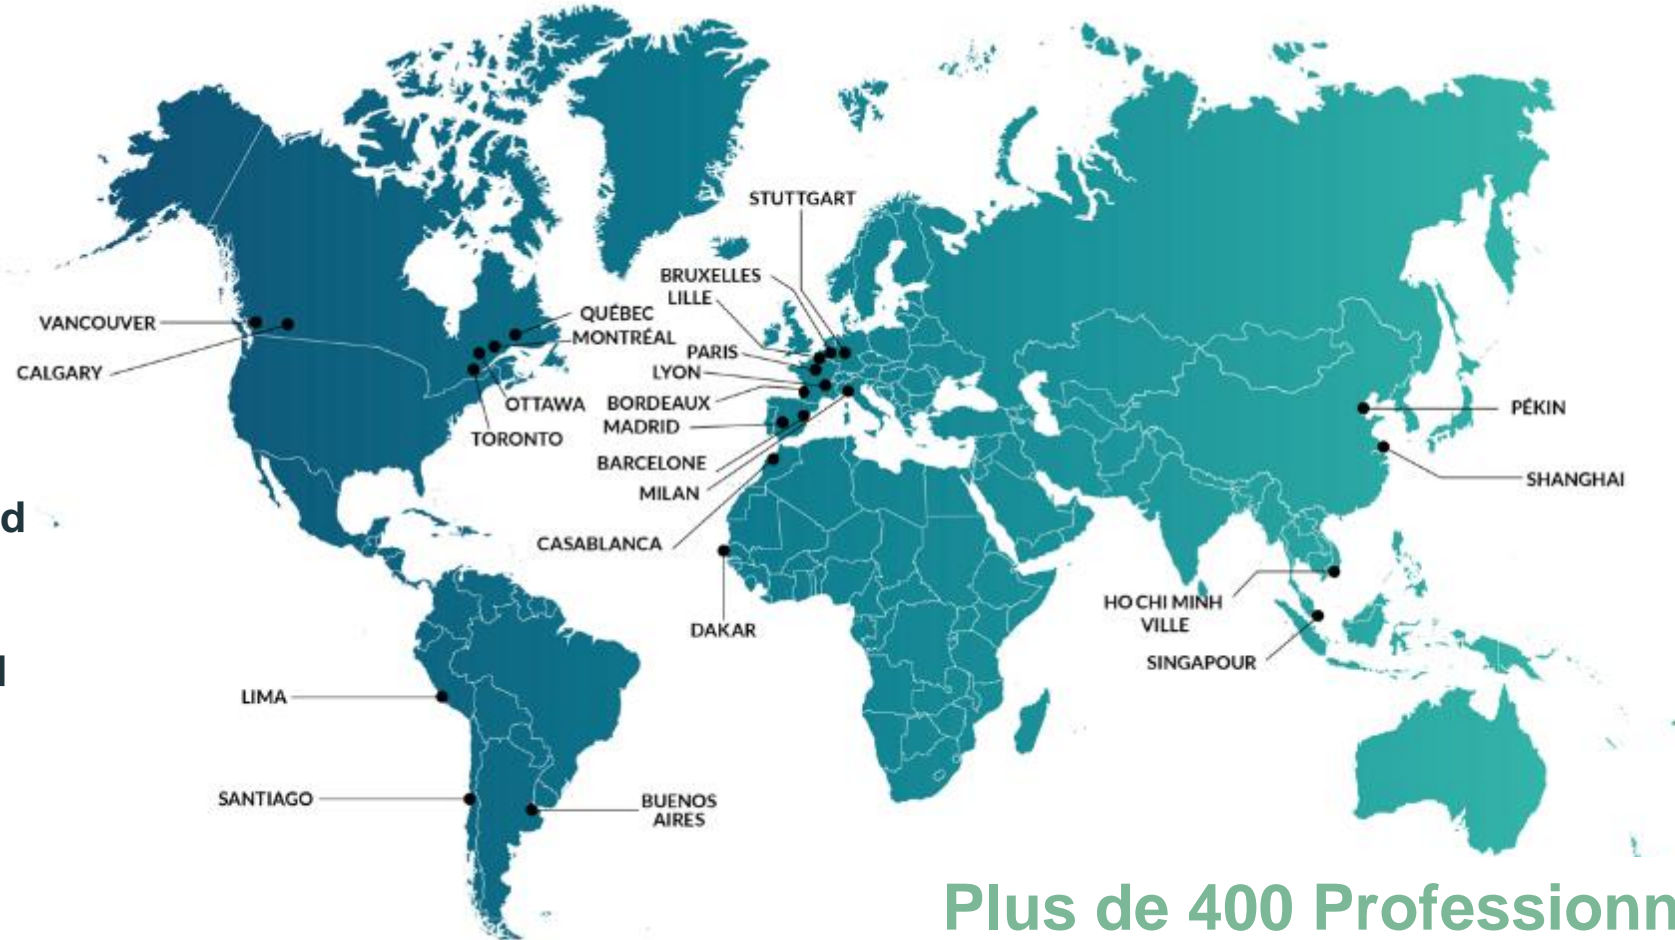 STUTTGART
BRUXELLES
LILLE
QUÉBEC
VANCOUVER
MONTRÉAL
PARIS
CALGARY
LYON
OTTAWA
BORDEAUX
PÉKIN
MADRID
TORONTO
BARCELONE
SHANGHAI
MILAN
d
CASABLANCA
HO CHI MINH
VILLE
DAKAR
SINGAPOUR
LIMA
SANTIAGO
BUENOS
AIRES
Plus de 400 Professionn